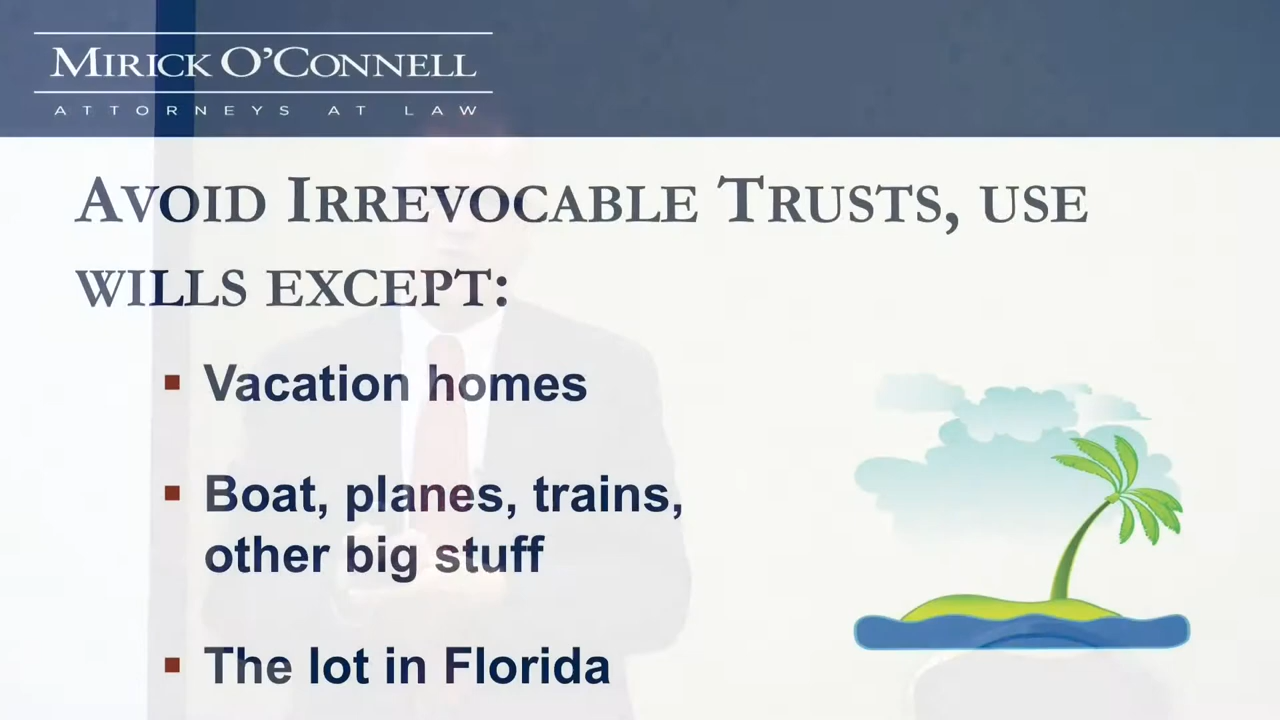 MIRICK O'CONNELL
ATTORNEYS AT LAW
AVOID IRREVOCABLE TRUSTS, USE
WILLS EXCEPT:
▪ Vacation homes
▪ Boat, planes, trains,
other big stuff
▪ The lot in Florida